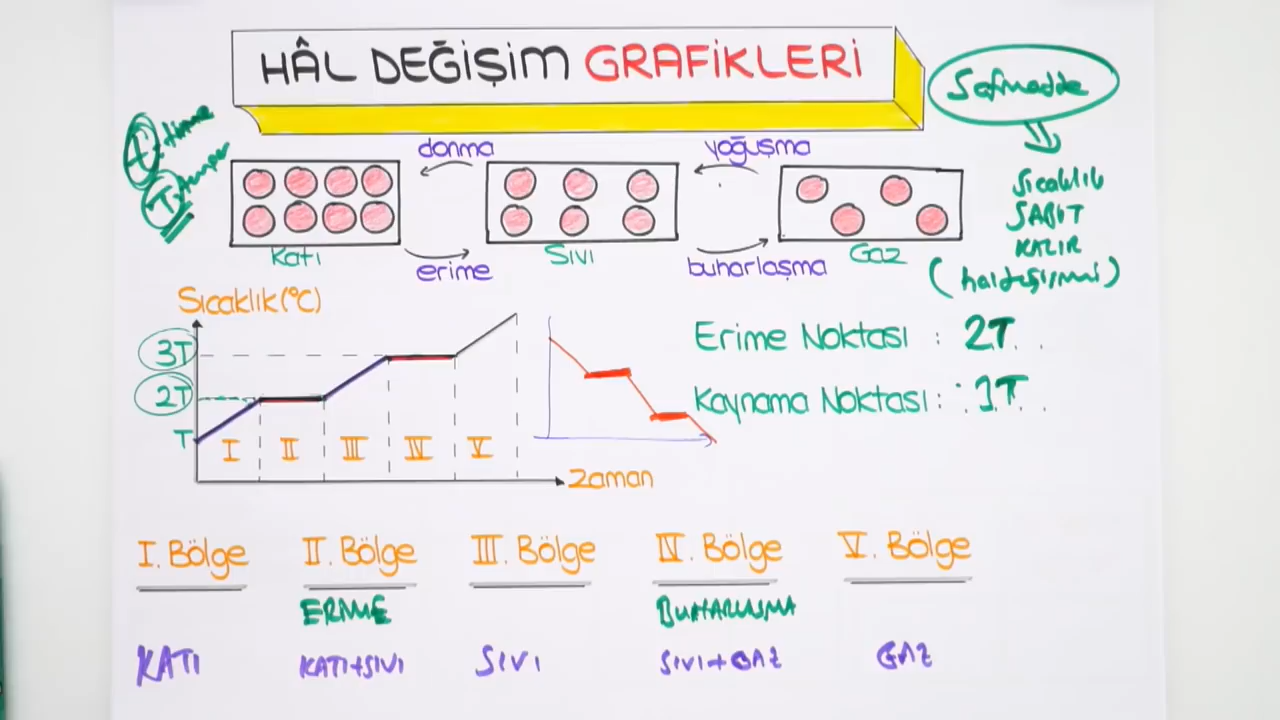 HÂL DEĞİŞİM GRAFİKLERİ
Safmadde
Sıcaklık
SABİT
KALIR
(haldeğişimi)
t
T
donma
yoğuşma
Katı
Sıvı
Gaz
erime
buharlaşma
Sıcaklık(°C)
3T
2T
T
I II III IV V
Zaman
Erime Noktası : 2T
Kaynama Noktası : 3T
I. Bölge II. Bölge III. Bölge IV. Bölge V. Bölge
ERİME BUHARLAŞMA
KATI KATI+SIVI SIVI SIVI+GAZ GAZ